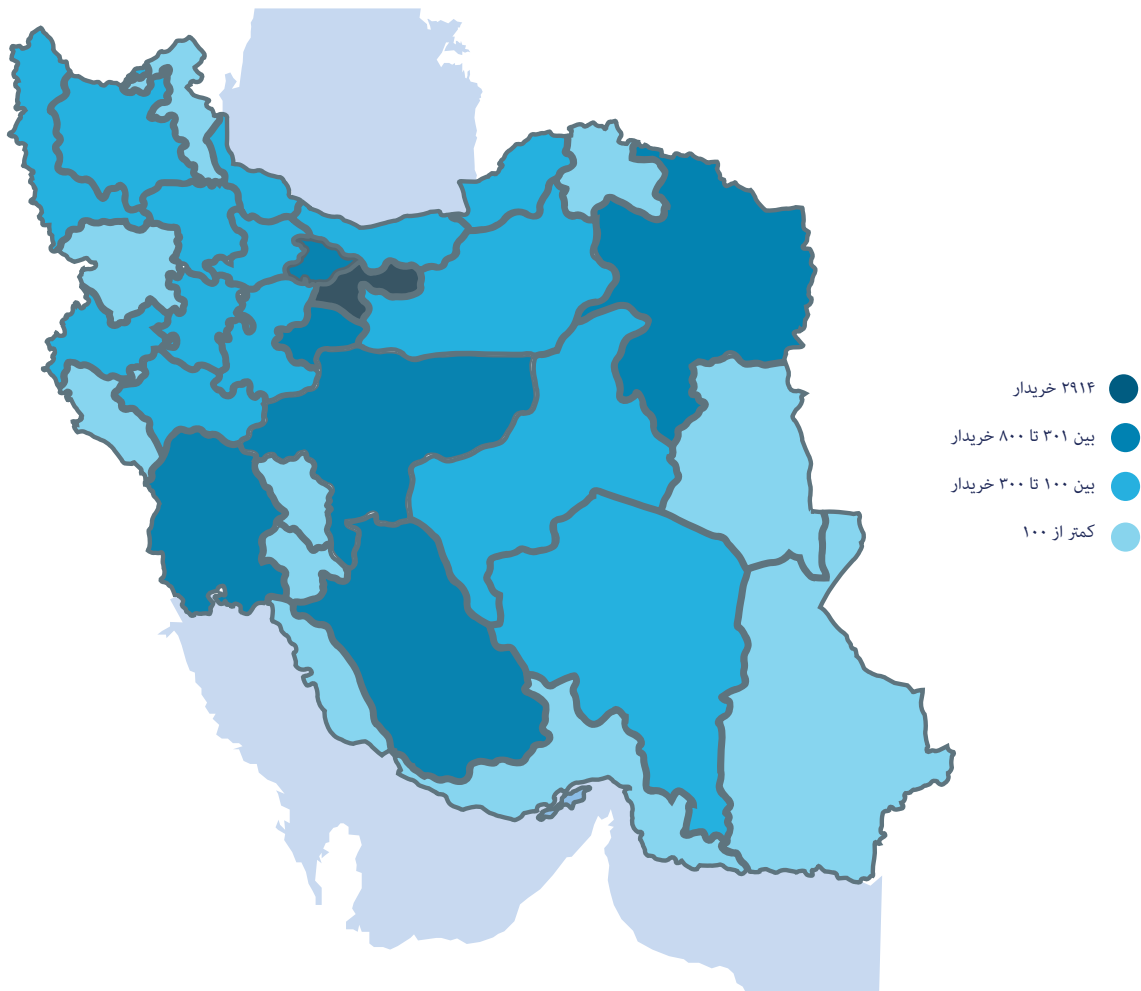 ۲۹۱۴ خریدار
بین ۳۰۱ تا ۸۰۰ خریدار
بین ۱۰۰ تا ۳۰۰ خریدار
کمتر از ۱۰۰